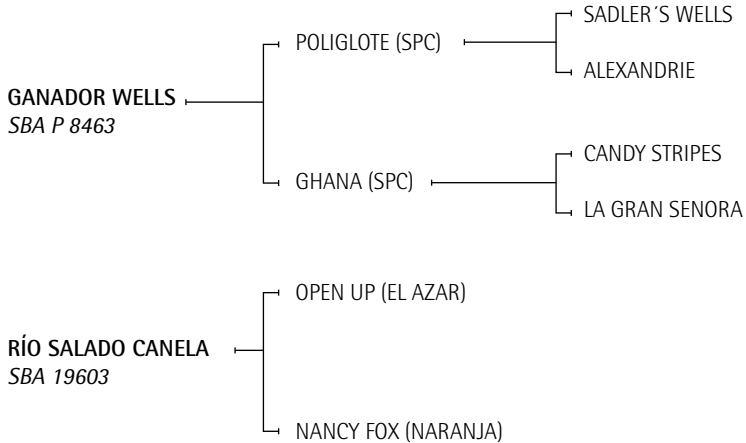 SADLER´S WELLS
POLIGLOTE (SPC)
ALEXANDRIE
GANADOR WELLS
SBA P 8463
CANDY STRIPES
GHANA (SPC)
LA GRAN SENORA
OPEN UP (EL AZAR)
RÍO SALADO CANELA
SBA 19603
NANCY FOX (NARANJA)